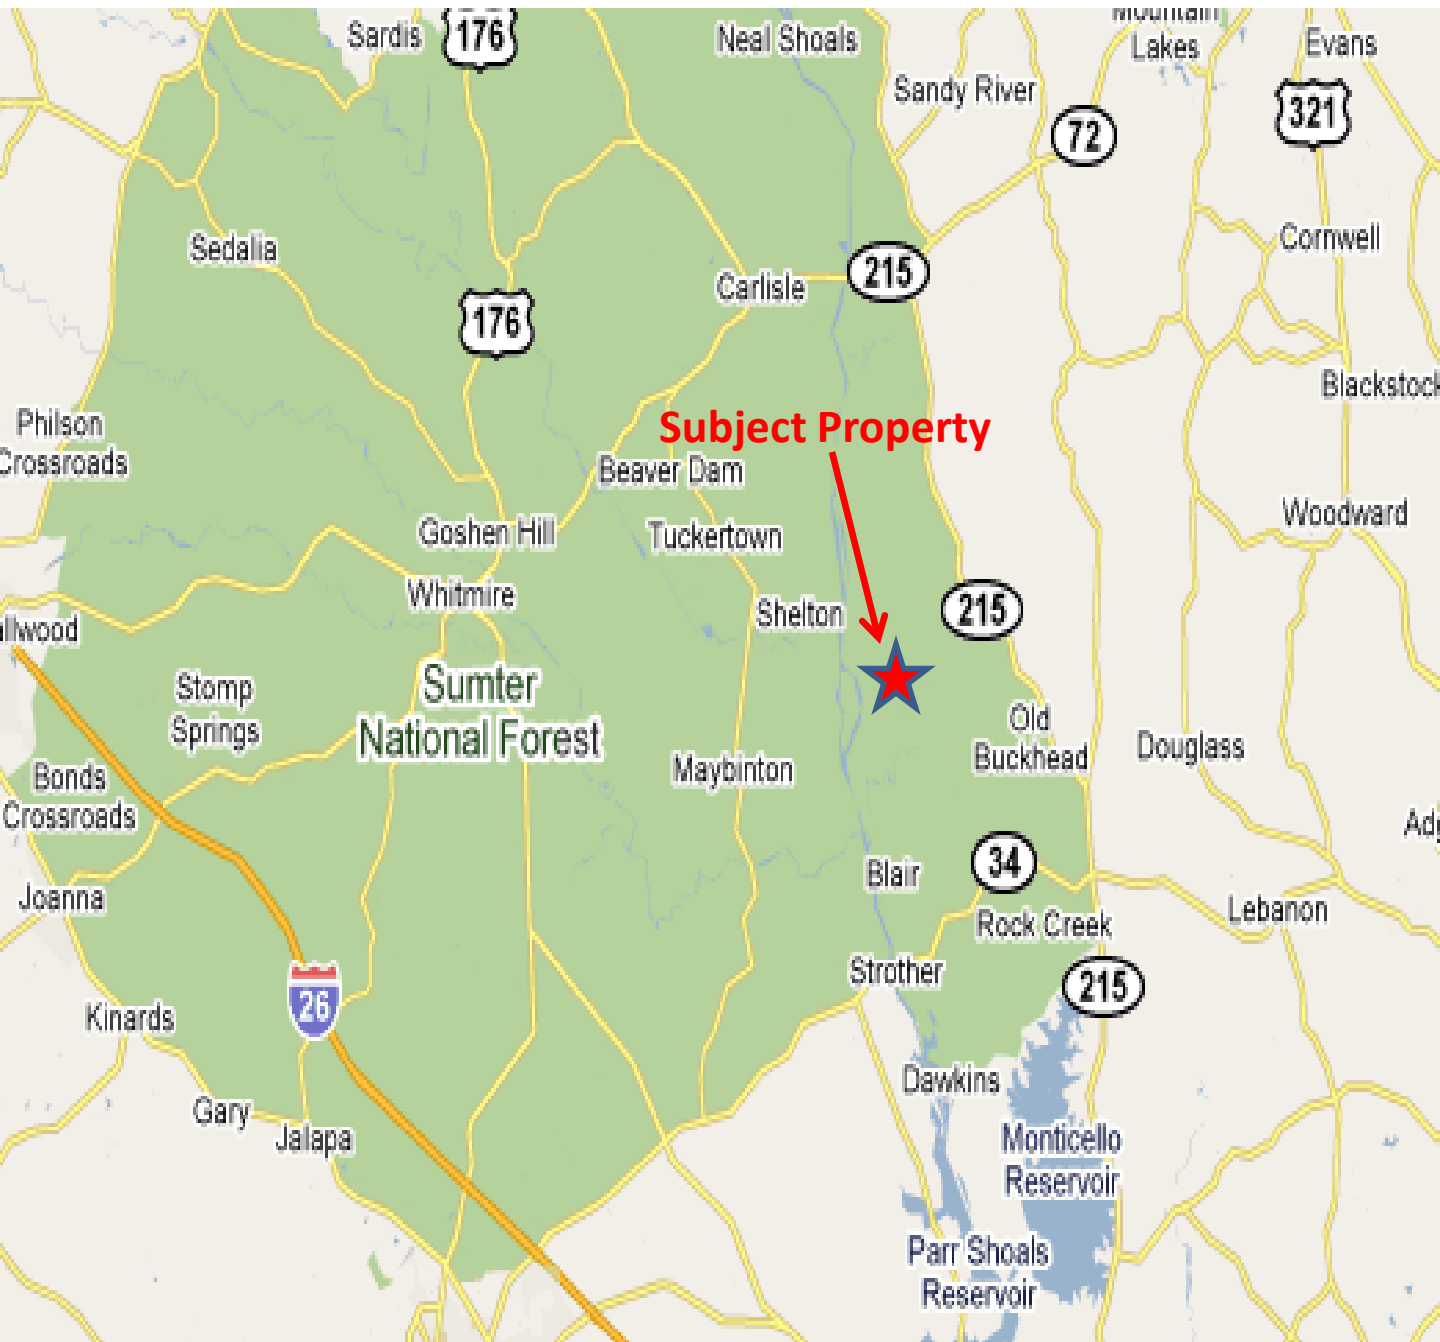 Sardis
176
Neal Shoals
Mountain
Lakes
Evans
Sandy River
321
72
Sedalia
Cornwell
215
Carlisle
176
Blackstock
Subject Property
Philson
Crossroads
Beaver Dam
Woodward
Goshen Hill
Tuckertown
Whitmire
Shelton
215
allwood
Sumter
National Forest
Stomp
Springs
Old
Buckhead
Douglass
Maybinton
Bonds
Crossroads
34
Blair
Joanna
Lebanon
Rock Creek
Strother
215
26
Kinards
Dawkins
Gary
Jalapa
Monticello
Reservoir
Parr Shoals
Reservoir